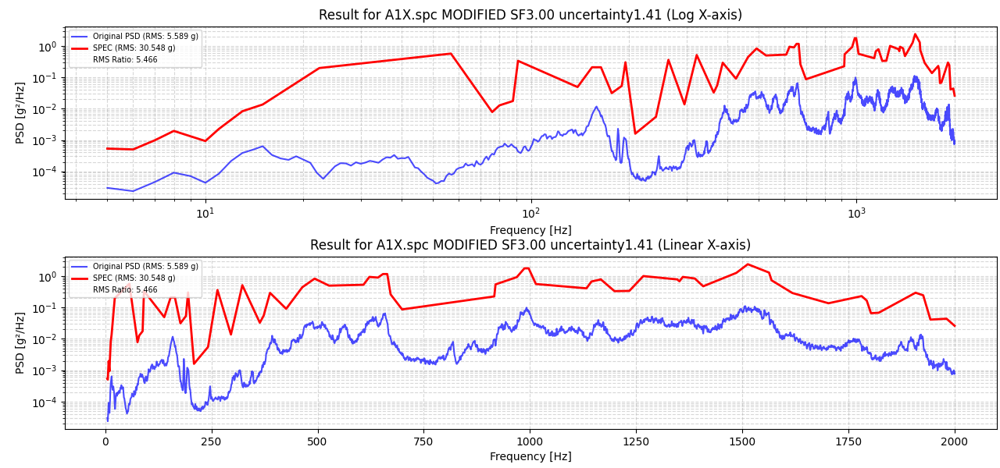 Result for A1X.spc MODIFIED SF3.00 uncertainty1.41 (Log X-axis)
Original PSD (RMS: 5.589 g)
SPEC (RMS: 30.548 g)
RMS Ratio: 5.466
PSD [g²/Hz]
10⁰
10⁻¹
10⁻²
10⁻³
10⁻⁴
10¹ 10² 10³
Frequency [Hz]
Result for A1X.spc MODIFIED SF3.00 uncertainty1.41 (Linear X-axis)
Original PSD (RMS: 5.589 g)
SPEC (RMS: 30.548 g)
RMS Ratio: 5.466
PSD [g²/Hz]
10⁰
10⁻¹
10⁻²
10⁻³
10⁻⁴
0 250 500 750 1000 1250 1500 1750 2000
Frequency [Hz]